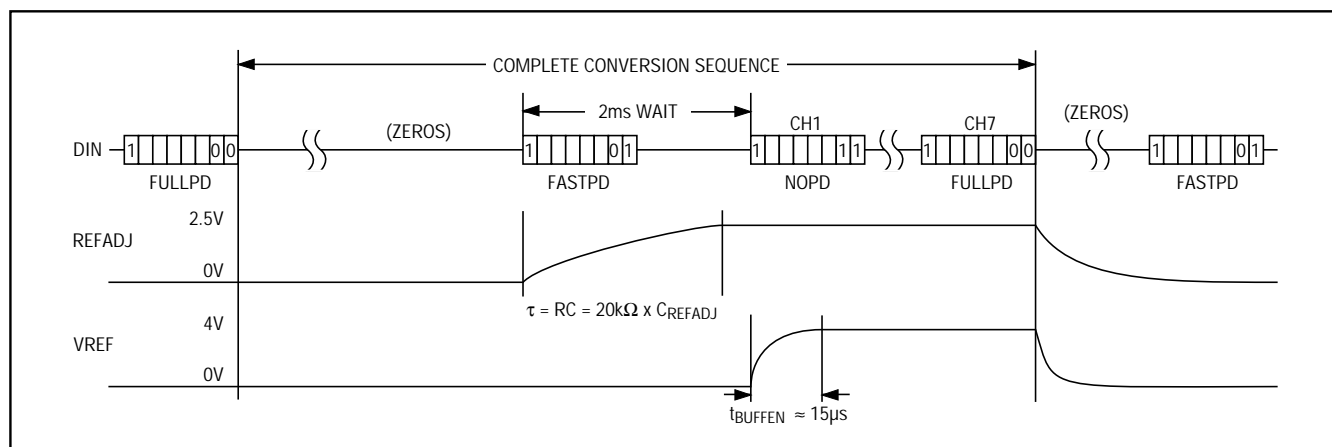 COMPLETE CONVERSION SEQUENCE
2ms WAIT
(ZEROS)
CH1
CH7
(ZEROS)
DIN
1 0 0
1 0 1
1 1 1
1 0 0
1 0 1
FULLPD
FASTPD
NOPD
FULLPD
FASTPD
2.5V
REFADJ
0V
τ = RC = 20kΩ x CREFADJ
4V
VREF
0V
tBUFFEN ≈ 15µs